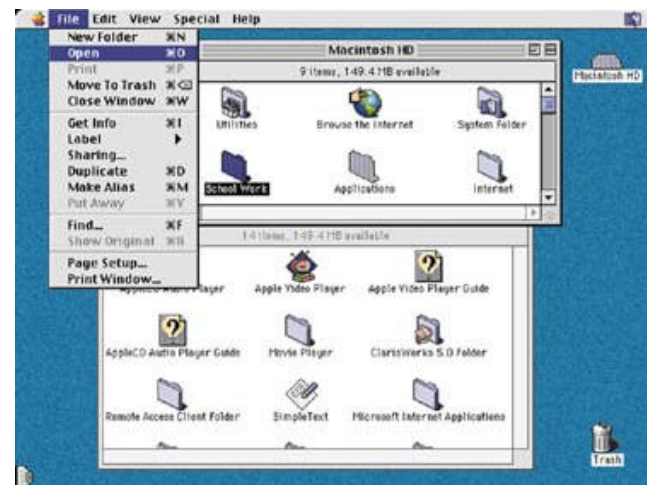 File Edit View Special Help
New Folder ⌘N
Open ⌘O
Print ⌘P
Move To Trash ⌘⌫
Close Window ⌘W
Get Info ⌘I
Label ▶
Sharing...
Duplicate ⌘D
Make Alias ⌘M
Put Away ⌘Y
Find... ⌘F
Show Original ⌘R
Page Setup...
Print Window...
Macintosh HD
9 items, 149.4 MB available
Utilities
Browse the Internet
System Folder
School Work
Applications
Internet
Macintosh HD
14 items, 149.4 MB available
AppleCD Audio Player
Apple Video Player
Apple Video Player Guide
AppleCD Audio Player Guide
Movie Player
ClarisWorks 5.0 Folder
Remote Access Client Folder
SimpleText
Microsoft Internet Applications
Trash